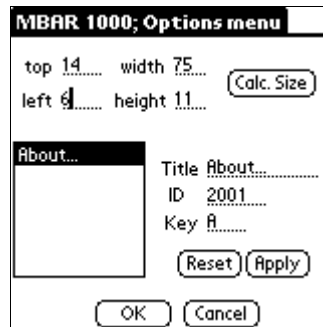 MBAR 1000; Options menu
top 14 width 75
Calc. Size
left 6 height 11
About...
Title About...
ID 2001
Key A
Reset Apply
OK Cancel